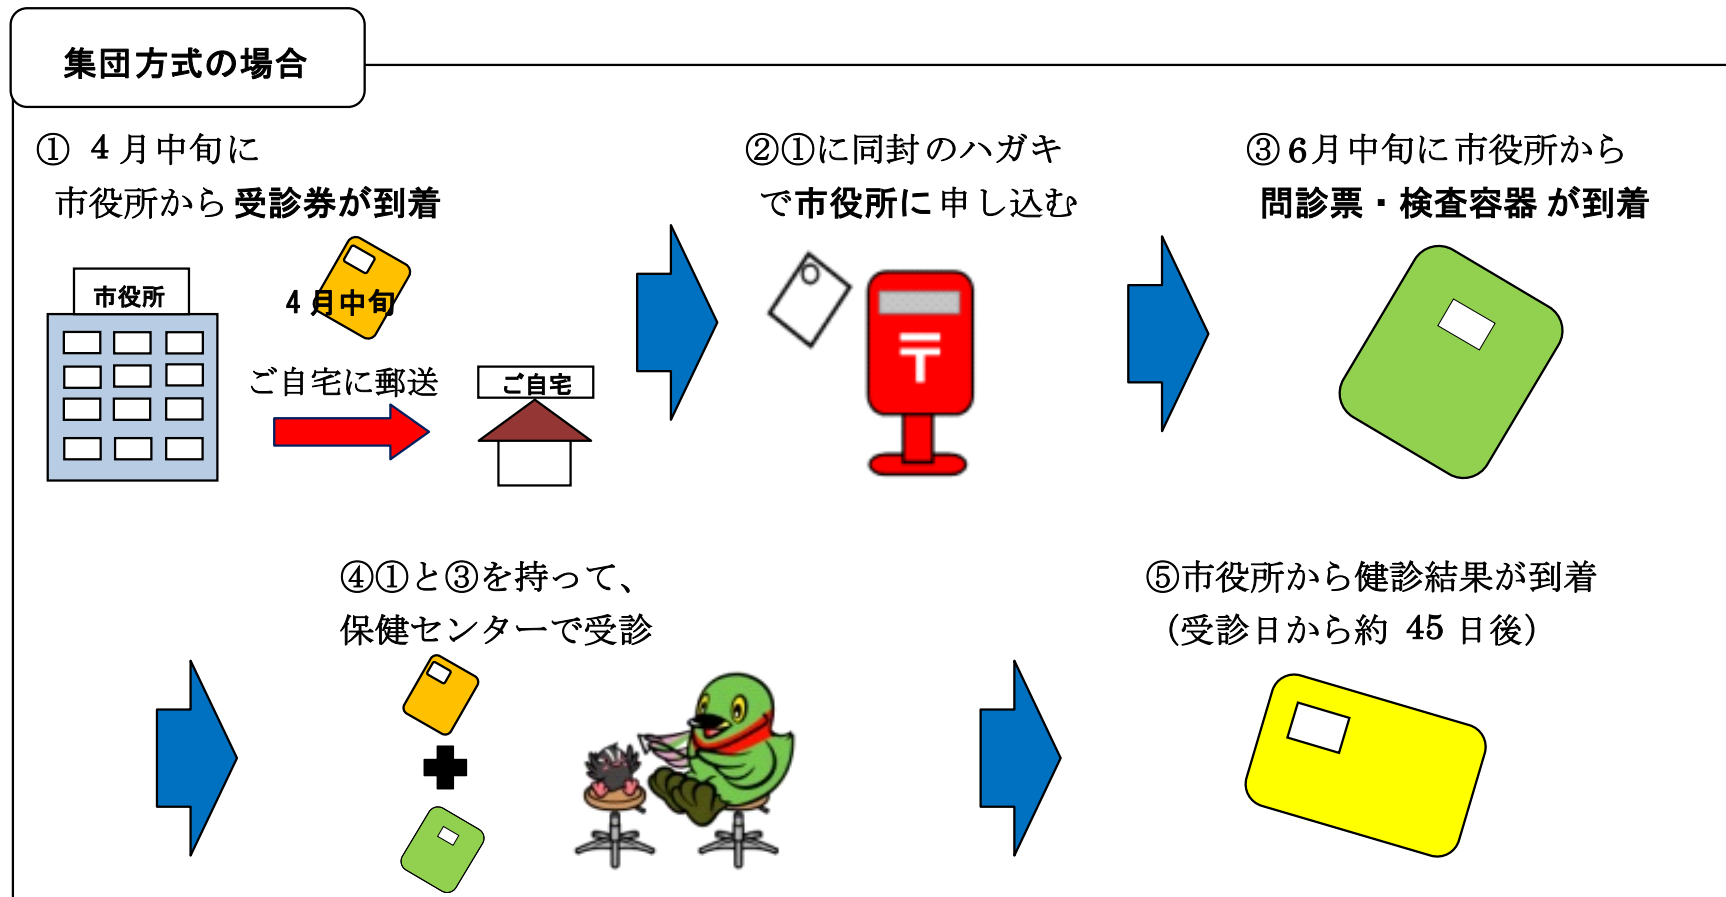 集団方式の場合
① 4月中旬に
市役所から受診券が到着
市役所
4月中旬
ご自宅に郵送
ご自宅
②①に同封のハガキ
で市役所に申し込む
〒
③6月中旬に市役所から
問診票・検査容器が到着
④①と③を持って、
保健センターで受診
⑤市役所から健診結果が到着
（受診日から約 45 日後）